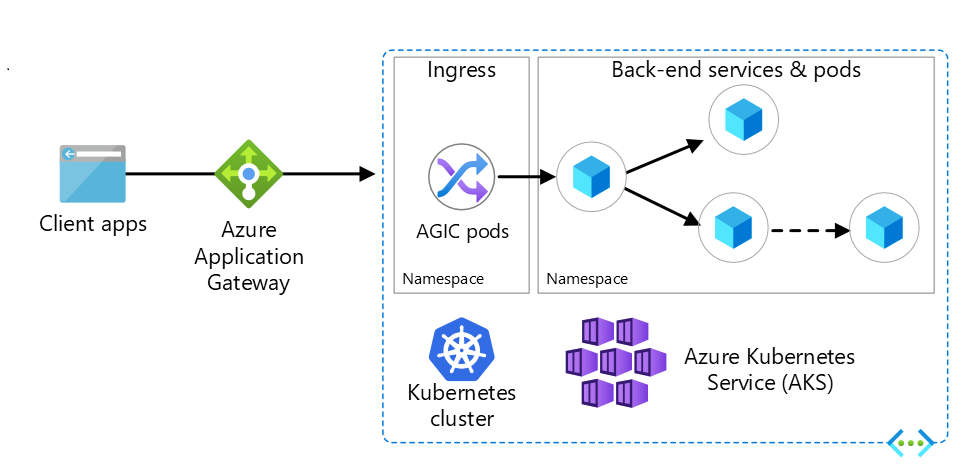 Ingress
Back-end services & pods
Client apps
Azure
Application
Gateway
AGIC pods
Namespace
Namespace
Kubernetes
cluster
Azure Kubernetes
Service (AKS)